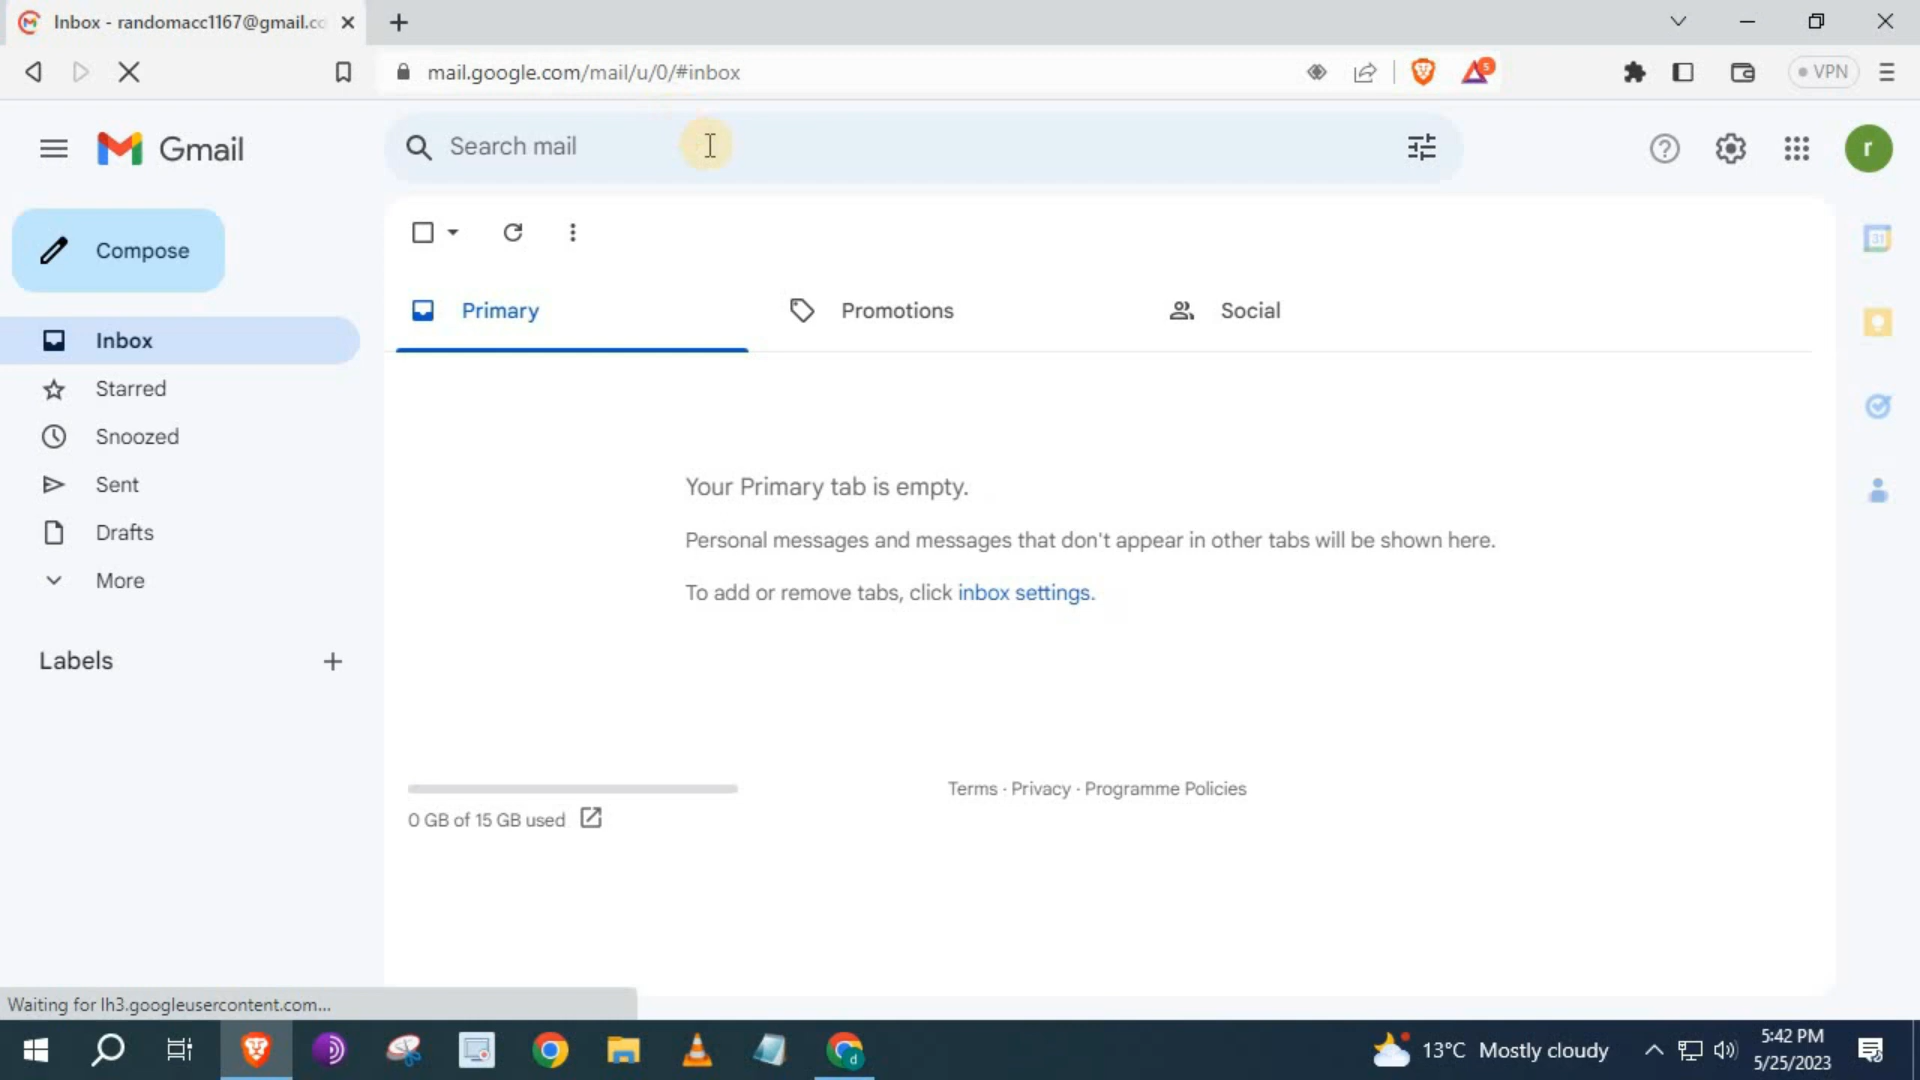 Inbox - randomacc1167@gmail.co
mail.google.com/mail/u/0/#inbox
5
VPN
Gmail
Search mail
r
Compose
31
Primary
Promotions
Social
Inbox
Starred
Snoozed
Sent
Drafts
More
Labels
Your Primary tab is empty.
Personal messages and messages that don't appear in other tabs will be shown here.
To add or remove tabs, click inbox settings.
Terms · Privacy · Programme Policies
0 GB of 15 GB used
Waiting for lh3.googleusercontent.com...
d
13°C Mostly cloudy
5:42 PM
5/25/2023